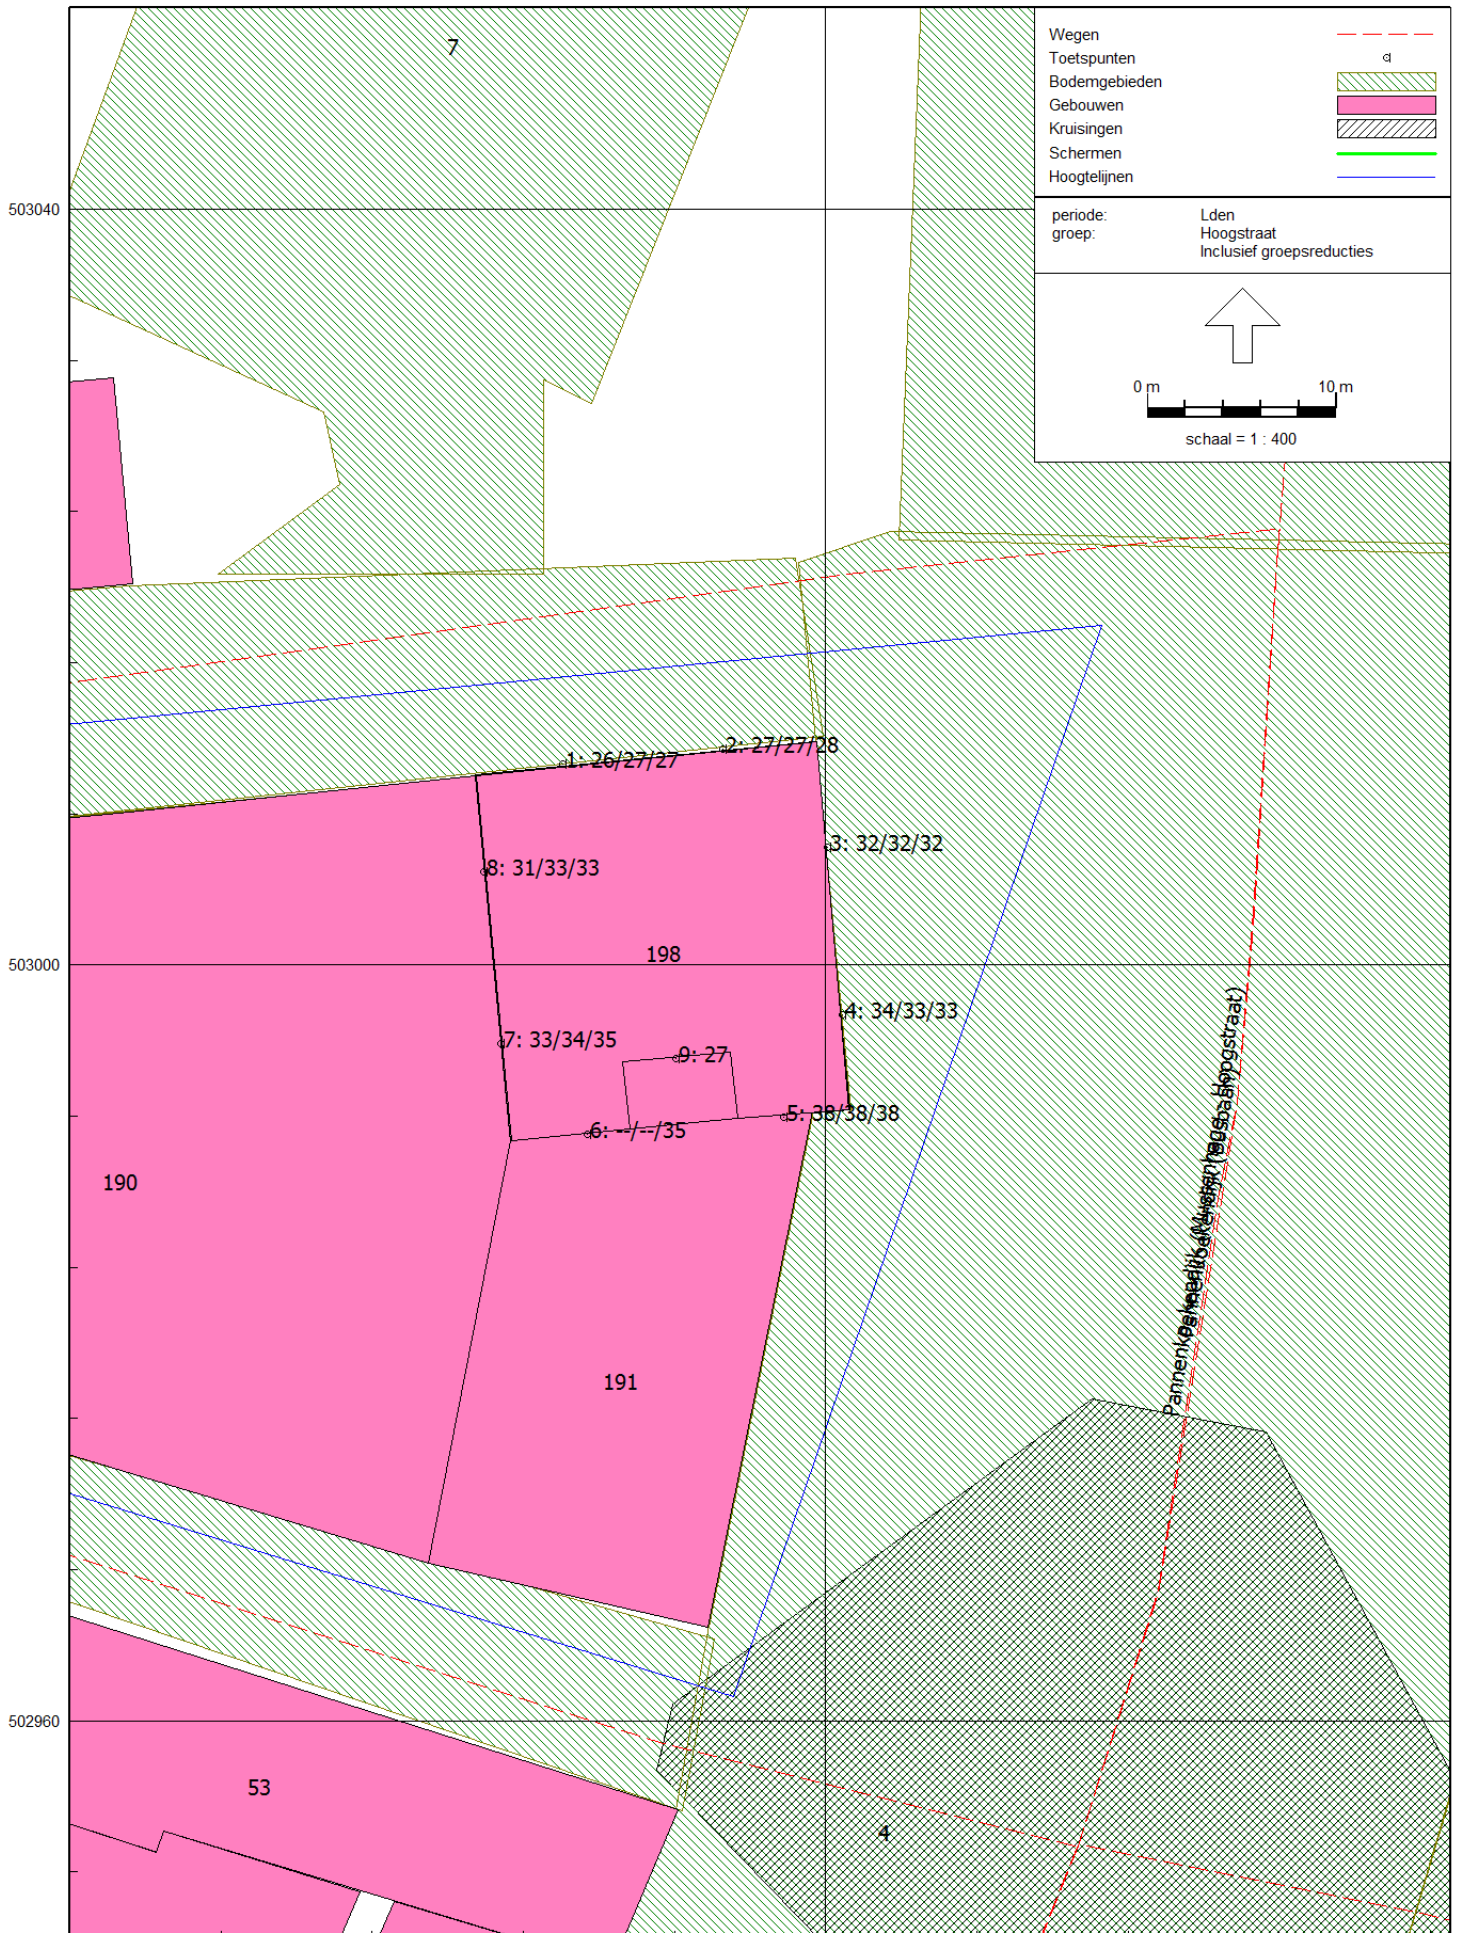 7
Wegen
Toetspunten
Bodemgebieden
Gebouwen
Kruisingen
Schermen
Hoogtelijnen
503040
periode: Lden
groep: Hoogstraat
Inclusief groepsreducties
0 m 10 m
schaal = 1 : 400
1: 26/27/27
2: 27/27/28
3: 32/32/32
8: 31/33/33
198
503000
4: 34/33/33
7: 33/34/35
9: 27
5: 38/38/38
6: --/--/35
190
191
502960
53
4